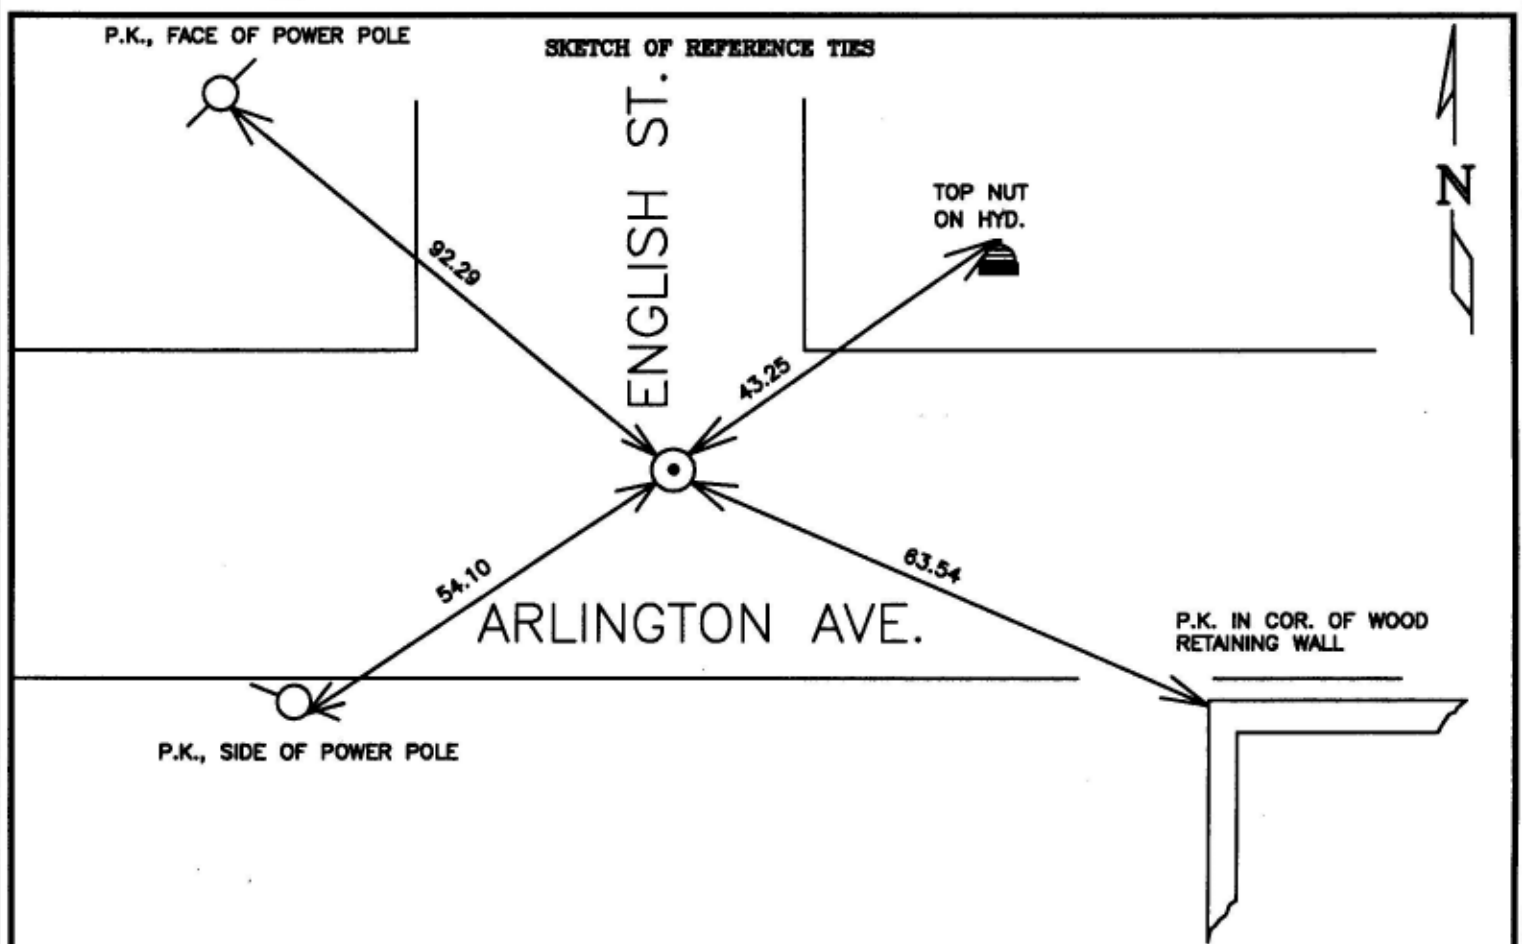 P.K., FACE OF POWER POLE
SKETCH OF REFERENCE TIES
ENGLISH ST.
TOP NUT
ON HYD.
N
92.29
43.25
54.10
63.54
ARLINGTON AVE.
P.K. IN COR. OF WOOD
RETAINING WALL
P.K., SIDE OF POWER POLE